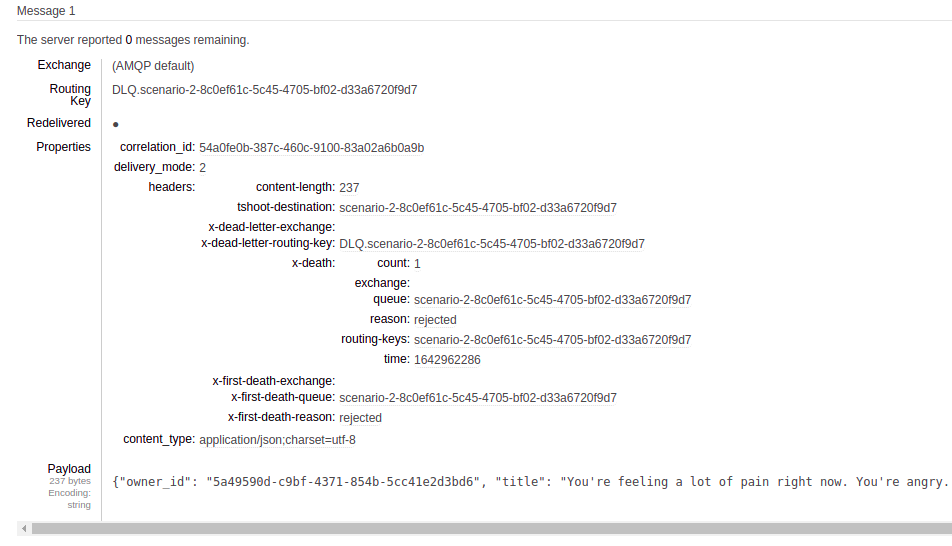 Message 1
The server reported 0 messages remaining.
Exchange (AMQP default)
Routing Key DLQ.scenario-2-8c0ef61c-5c45-4705-bf02-d33a6720f9d7
Redelivered ●
Properties correlation_id: 54a0fe0b-387c-460c-9100-83a02a6b0a9b
delivery_mode: 2
headers: content-length: 237
tshoot-destination: scenario-2-8c0ef61c-5c45-4705-bf02-d33a6720f9d7
x-dead-letter-exchange:
x-dead-letter-routing-key: DLQ.scenario-2-8c0ef61c-5c45-4705-bf02-d33a6720f9d7
x-death: count: 1
exchange:
queue: scenario-2-8c0ef61c-5c45-4705-bf02-d33a6720f9d7
reason: rejected
routing-keys: scenario-2-8c0ef61c-5c45-4705-bf02-d33a6720f9d7
time: 1642962286
x-first-death-exchange:
x-first-death-queue: scenario-2-8c0ef61c-5c45-4705-bf02-d33a6720f9d7
x-first-death-reason: rejected
content_type: application/json;charset=utf-8
Payload
237 bytes
Encoding:
string
{"owner_id": "5a49590d-c9bf-4371-854b-5cc41e2d3bd6", "title": "You're feeling a lot of pain right now. You're angry.